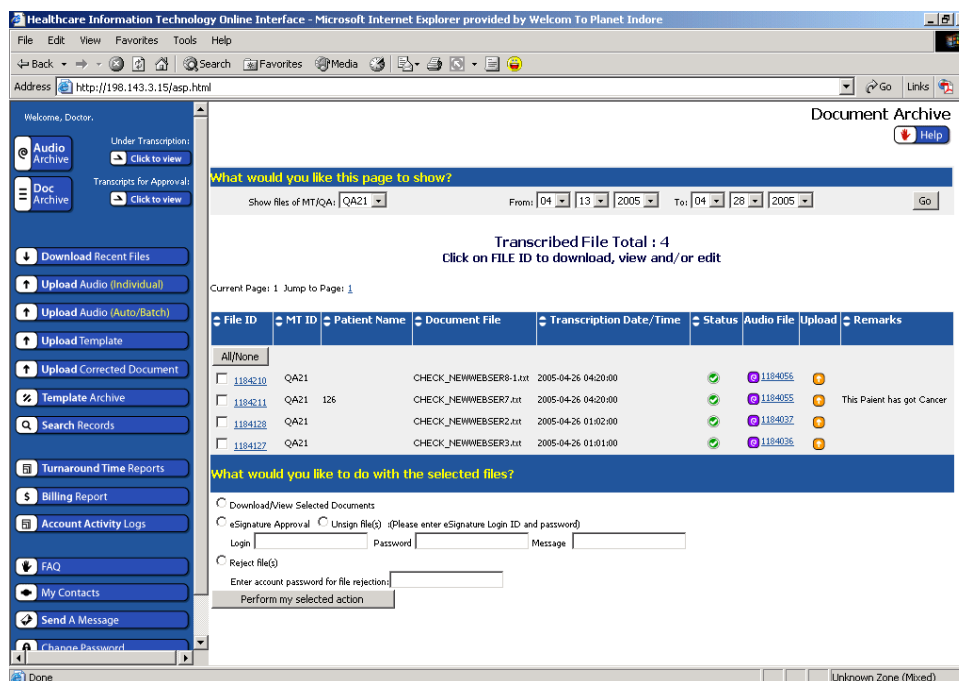 Healthcare Information Technology Online Interface - Microsoft Internet Explorer provided by Welcom To Planet Indore
File Edit View Favorites Tools Help
Back Search Favorites Media
Address http://198.143.3.15/asp.html Go Links
Welcome, Doctor.
Audio Archive
Under Transcription:
Click to view
Doc Archive
Transcripts for Approval:
Click to view
Download Recent Files
Upload Audio (Individual)
Upload Audio (Auto/Batch)
Upload Template
Upload Corrected Document
Template Archive
Search Records
Turnaround Time Reports
Billing Report
Account Activity Logs
FAQ
My Contacts
Send A Message
Change Password
Document Archive
Help
What would you like this page to show?
Show files of MT/QA: QA21 From: 04 13 2005 To: 04 28 2005 Go
Transcribed File Total : 4
Click on FILE ID to download, view and/or edit
Current Page: 1 Jump to Page: 1
File ID MT ID Patient Name Document File Transcription Date/Time Status Audio File Upload Remarks
All/None
1184210 QA21 CHECK_NEWWEBSER8-1.txt 2005-04-26 04:20:00 1184056
1184211 QA21 126 CHECK_NEWWEBSER7.txt 2005-04-26 04:20:00 1184055 This Paient has got Cancer
1184128 QA21 CHECK_NEWWEBSER2.txt 2005-04-26 01:02:00 1184037
1184127 QA21 CHECK_NEWWEBSER3.txt 2005-04-26 01:01:00 1184036
What would you like to do with the selected files?
Download/View Selected Documents
eSignature Approval Unsign file(s) :(Please enter eSignature Login ID and password)
Login Password Message
Reject file(s)
Enter account password for file rejection:
Perform my selected action
Done Unknown Zone (Mixed)